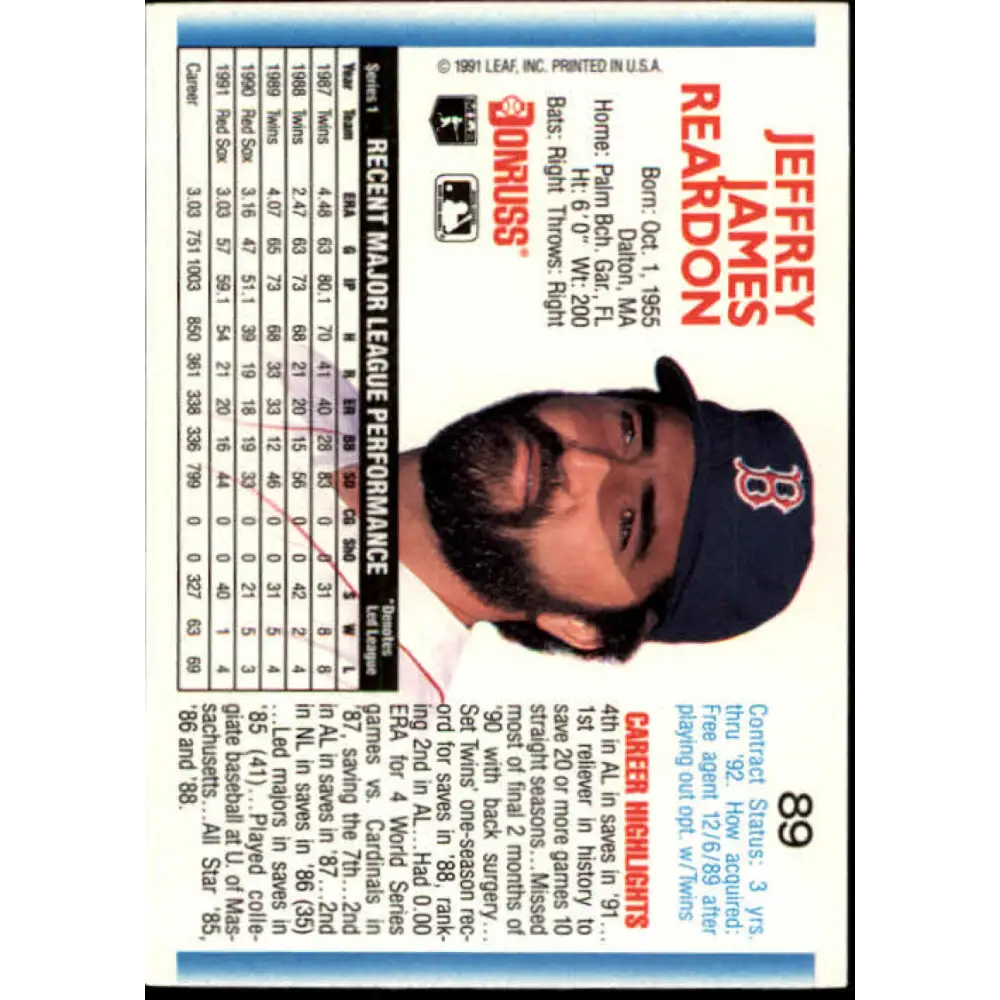 JEFFREY
JAMES
REARDON
Born: Oct. 1, 1955
Dalton, MA
Home: Palm Bch. Gar., FL
Ht: 6'0" Wt: 200
Bats: Right Throws: Right
DONRUSS®
MLB
© 1991 LEAF, INC. PRINTED IN U.S.A.
B
89
Contract Status: 3 yrs.
thru '92. How acquired:
Free agent 12/6/89 after
playing out opt. w/Twins
CAREER HIGHLIGHTS
4th in AL in saves in '91...
1st reliever in history to
save 20 or more games 10
straight seasons...Missed
most of final 2 months of
'90 with back surgery...
Set Twins' one-season rec-
ord for saves in '88, rank-
ing 2nd in AL...Had 0.00
ERA for 4 World Series
games vs. Cardinals in
'87, saving the 7th...2nd
in AL in saves in '87...2nd
in NL in saves in '86 (35)
...Led majors in saves in
'85 (41)...Played colle-
giate baseball at U. of Mas-
sachusetts...All Star '85,
'86 and '88.
Series 1 RECENT MAJOR LEAGUE PERFORMANCE *Denotes
Led League
Year Team ERA G IP H R ER BB SO CG ShO S W L
1987 Twins 4.48 63 80.1 70 41 40 28 83 0 0 31 8 8
1988 Twins 2.47 63 73 68 21 20 15 56 0 0 42 2 4
1989 Twins 4.07 65 73 68 33 33 12 46 0 0 31 5 4
1990 Red Sox 3.16 47 51.1 39 19 18 19 33 0 0 21 5 3
1991 Red Sox 3.03 57 59.1 54 21 20 16 44 0 0 40 1 4
Career 3.03 751 1003 850 361 338 336 799 0 0 327 63 69